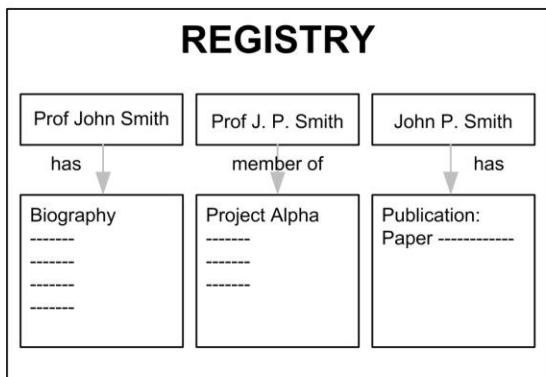 REGISTRY
Prof John Smith
Prof J. P. Smith
John P. Smith
has
member of
has
Biography
-------
-------
-------
-------
Project Alpha
-------
-------
-------
Publication:
Paper ------------